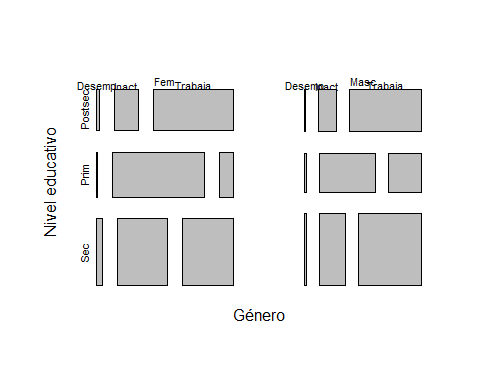 Fem Masc
Desemp Inact Trabaja Desemp Inact Trabaja
Postsec
Prim
Sec
Nivel educativo
Género